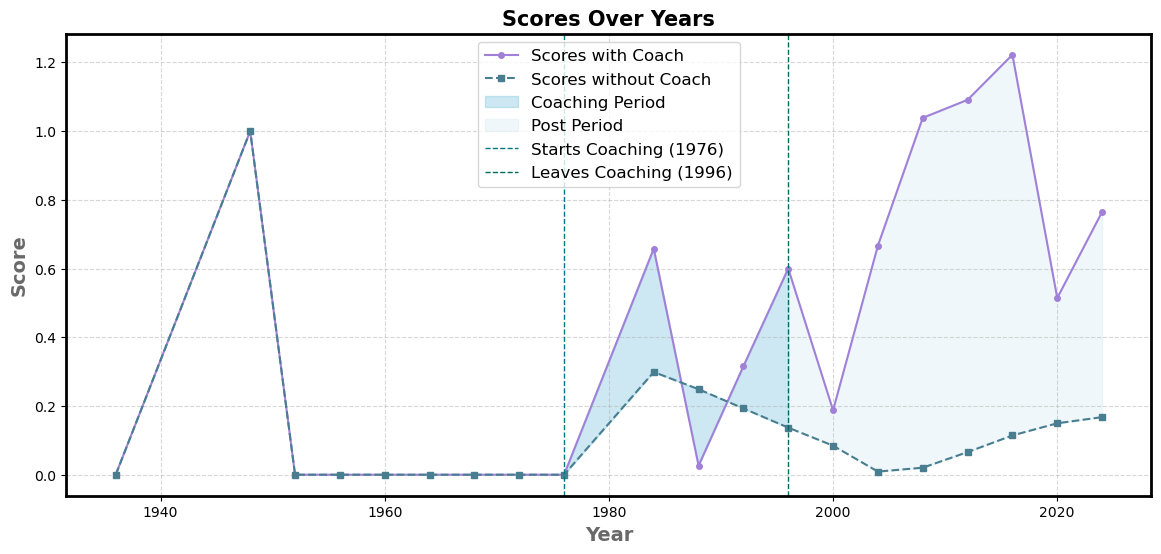 Scores Over Years
Scores with Coach
Scores without Coach
Coaching Period
Post Period
Starts Coaching (1976)
Leaves Coaching (1996)
Score
1.2
1.0
0.8
0.6
0.4
0.2
0.0
1940 1960 1980 2000 2020
Year